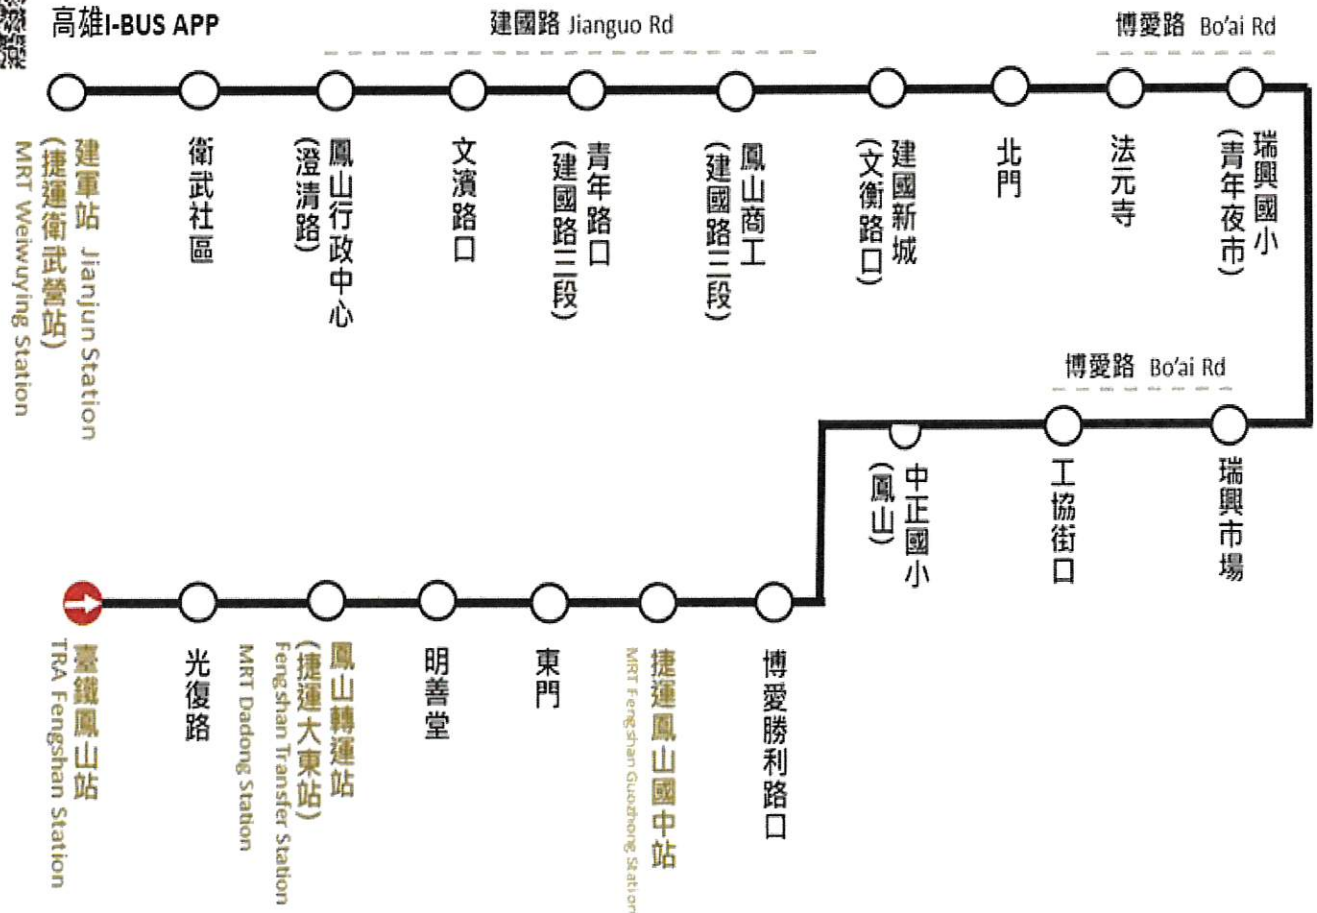 高雄I-BUS APP
建國路 Jianguo Rd
博愛路 Bo'ai Rd
建軍站 Jianjun Station
(捷運衛武營站)
MRT Weiwuying Station
衛武社區
鳳山行政中心
(澄清路)
文濱路口
青年路口
(建國路三段)
鳳山商工
(建國路三段)
建國新城
(文衡路口)
北門
法元寺
瑞興國小
(青年夜市)
博愛路 Bo'ai Rd
中正國小
(鳳山)
工協街口
瑞興市場
臺鐵鳳山站
TRA Fengshan Station
光復路
鳳山轉運站
(捷運大東站)
Fengshan Transfer Station
MRT Dadong Station
明善堂
東門
捷運鳳山國中站
MRT Fengshan Guozhong Station
博愛勝利路口